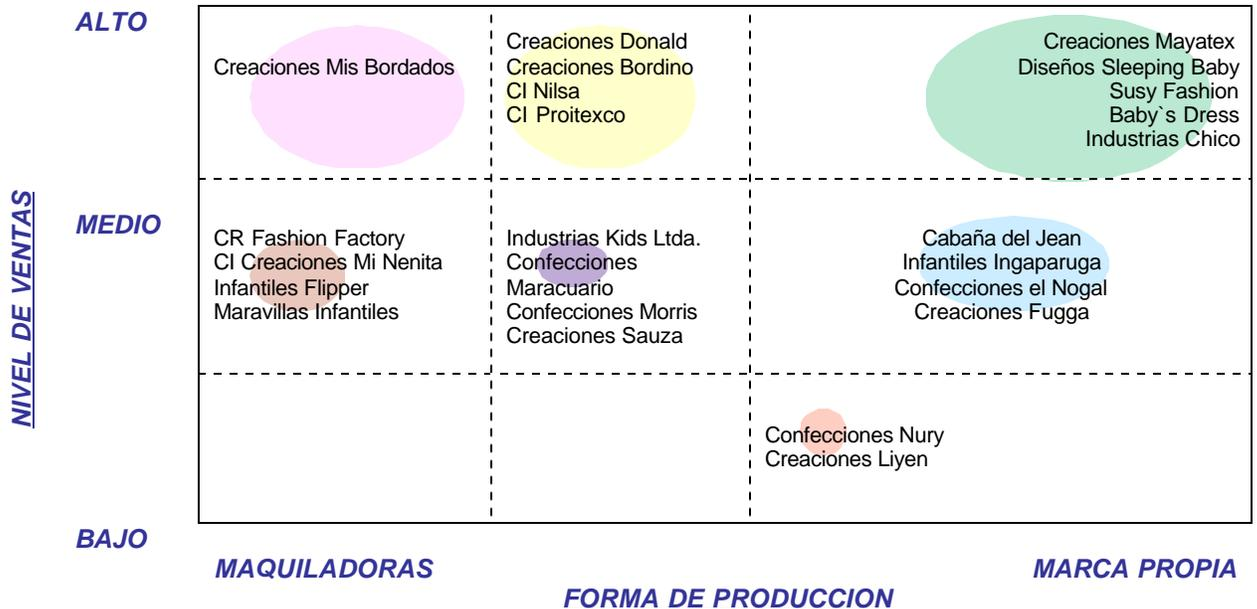 ALTO
Creaciones Mis Bordados
Creaciones Donald
Creaciones Bordino
CI Nilsa
CI Proitexco
Creaciones Mayatex
Diseños Sleeping Baby
Susy Fashion
Baby`s Dress
Industrias Chico
NIVEL DE VENTAS
MEDIO
CR Fashion Factory
CI Creaciones Mi Nenita
Infantiles Flipper
Maravillas Infantiles
Industrias Kids Ltda.
Confecciones
Maracuario
Confecciones Morris
Creaciones Sauza
Cabaña del Jean
Infantiles Ingaparuga
Confecciones el Nogal
Creaciones Fugga
Confecciones Nury
Creaciones Liyen
BAJO
MAQUILADORAS
MARCA PROPIA
FORMA DE PRODUCCION